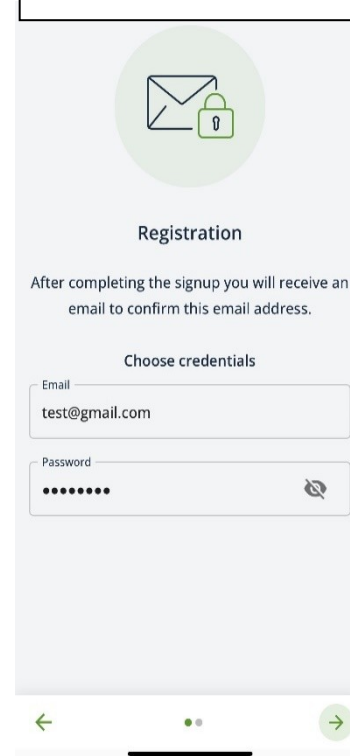 Registration
After completing the signup you will receive an
email to confirm this email address.
Choose credentials
Email
test@gmail.com
Password
••••••••